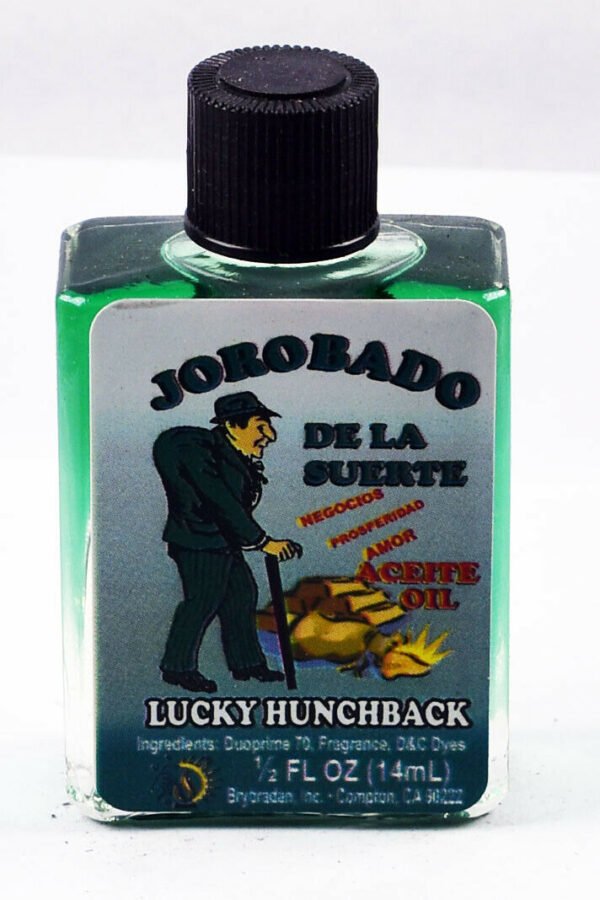 JOROBADO
DE LA
SUERTE
NEGOCIOS
PROSPERIDAD
AMOR
ACEITE
OIL
LUCKY HUNCHBACK
Ingredients: Duoprime 70, Fragrance, D&C Dyes
½ FL OZ (14mL)
Brybradan, Inc. - Compton, CA 90222